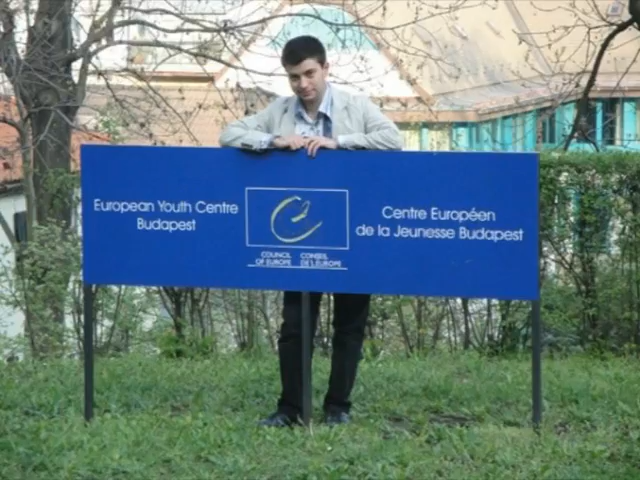 European Youth Centre
Budapest
COUNCIL
OF EUROPE
CONSEIL
DE L'EUROPE
Centre Européen
de la Jeunesse Budapest